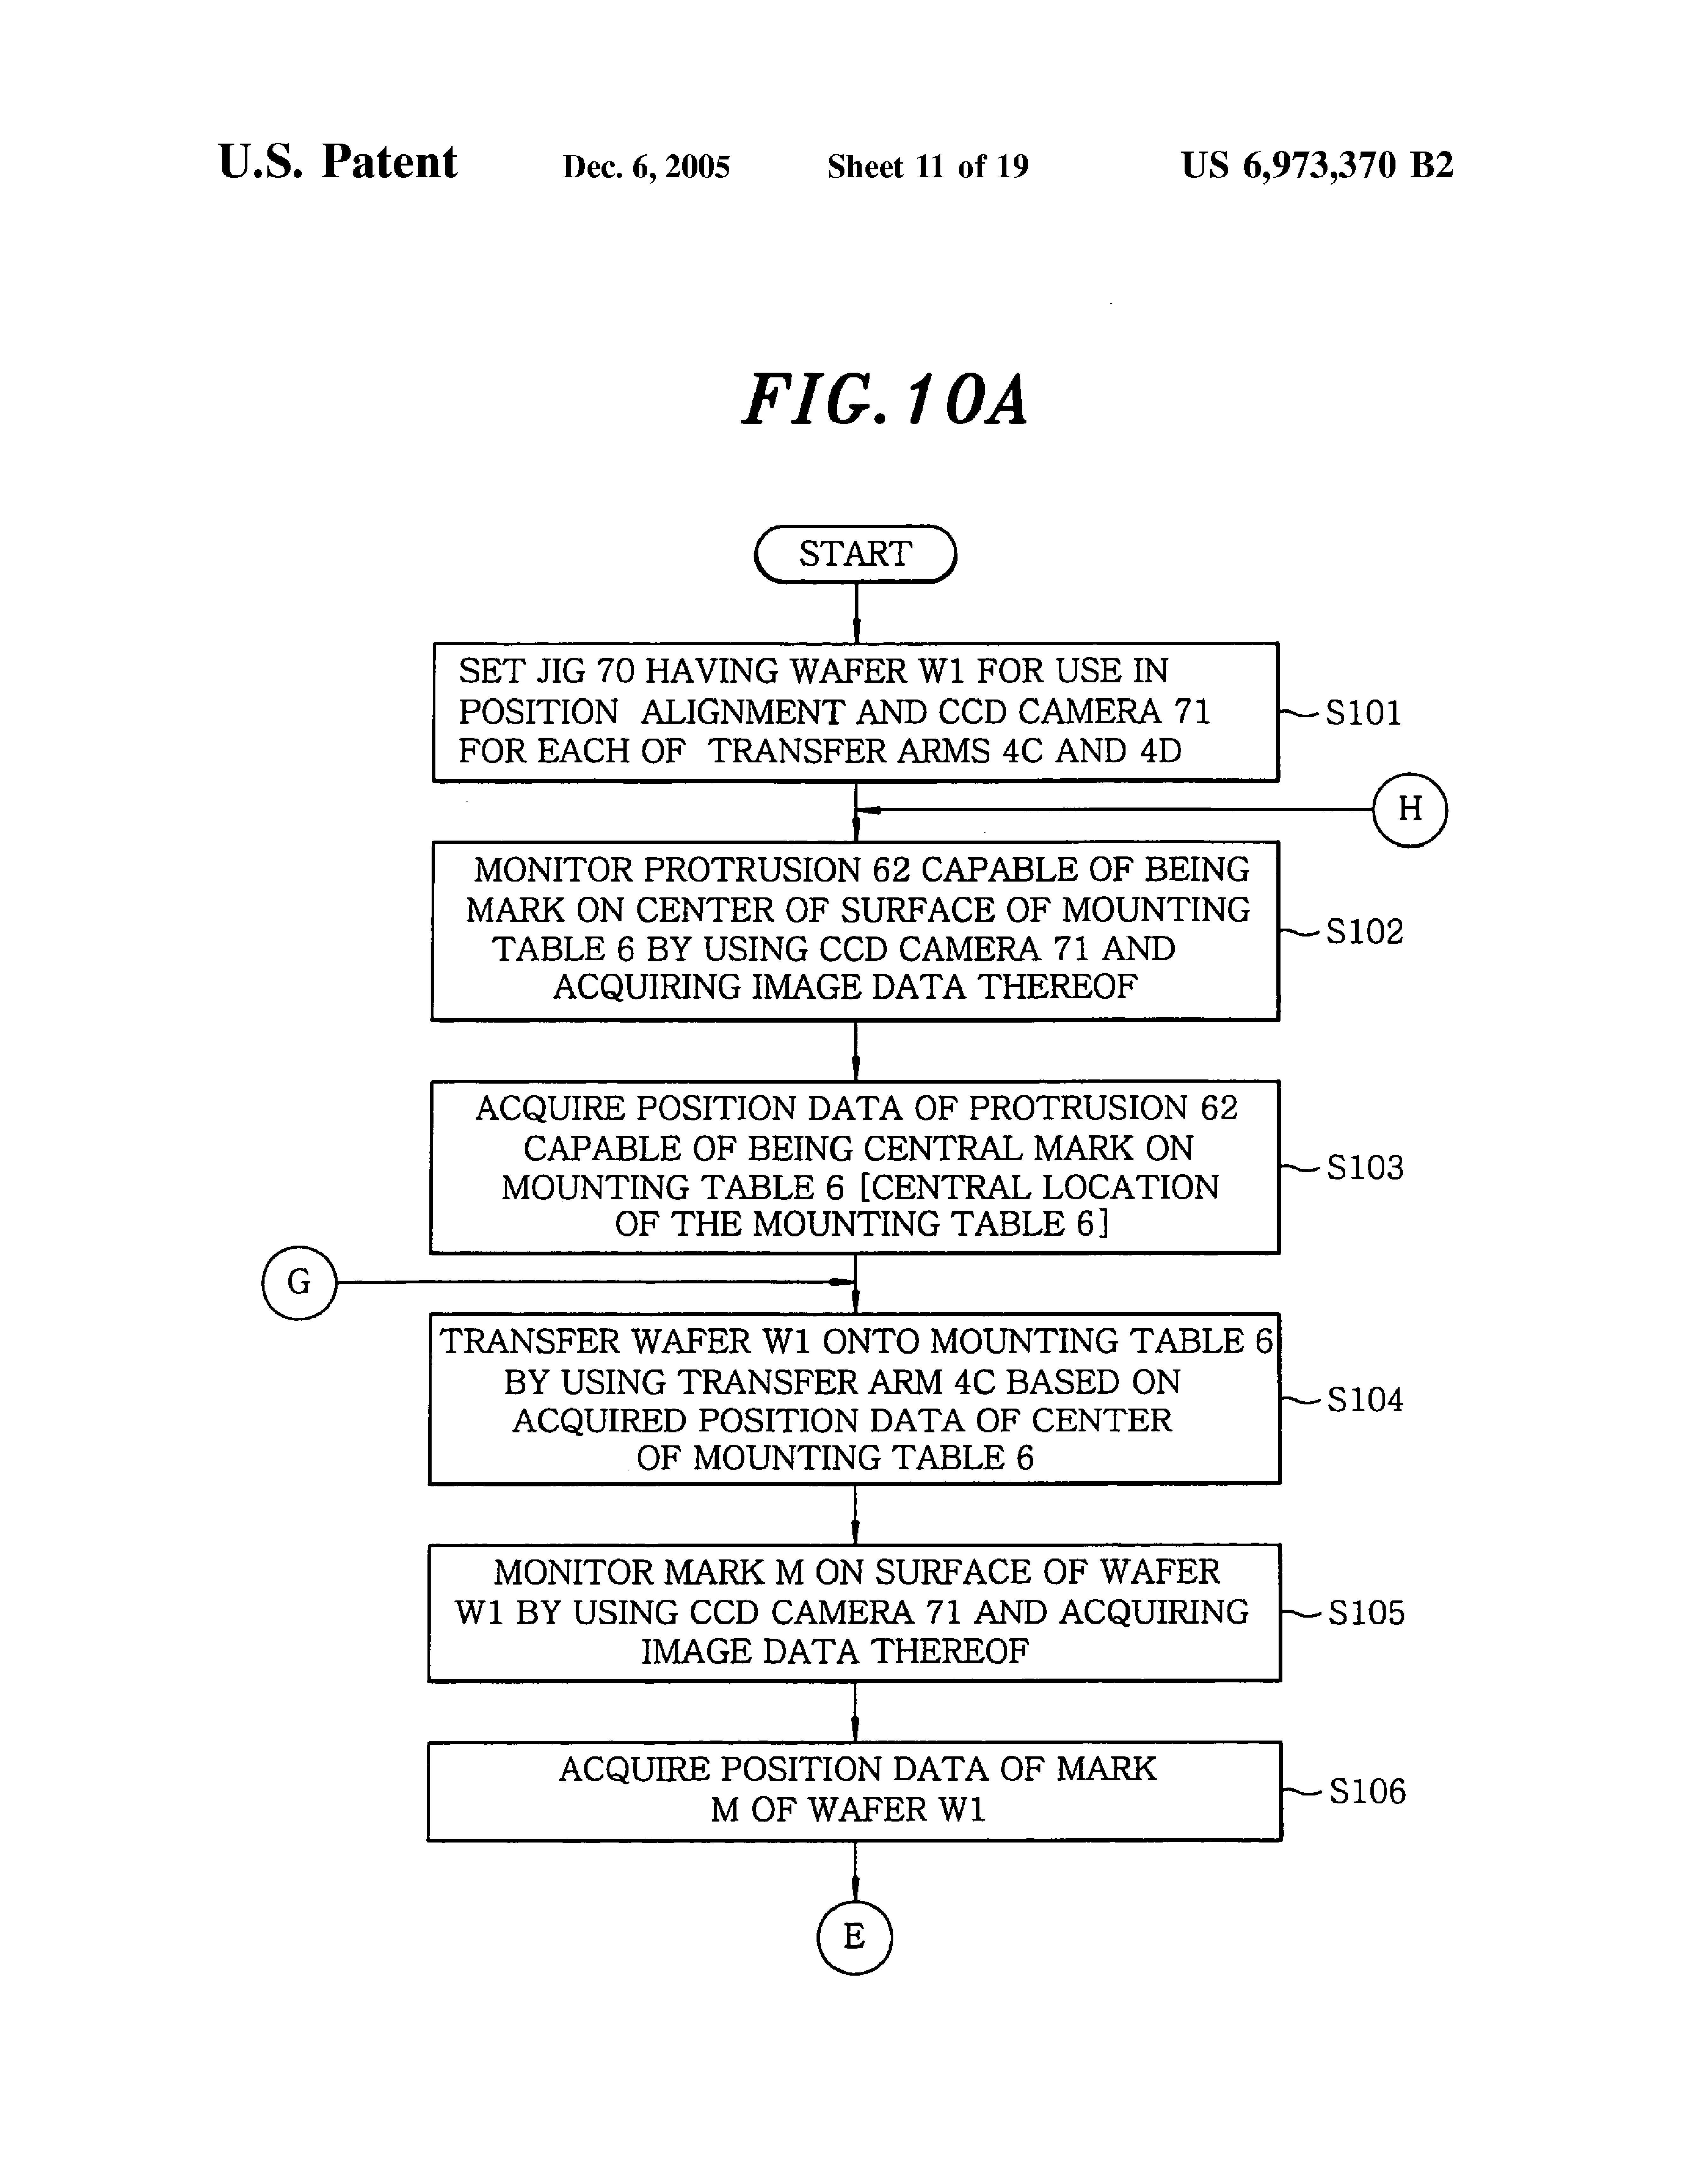 U.S. Patent Dec. 6, 2005 Sheet 11 of 19 US 6,973,370 B2
FIG. 10A
START
SET JIG 70 HAVING WAFER W1 FOR USE IN
POSITION ALIGNMENT AND CCD CAMERA 71
FOR EACH OF TRANSFER ARMS 4C AND 4D
S101
H
MONITOR PROTRUSION 62 CAPABLE OF BEING
MARK ON CENTER OF SURFACE OF MOUNTING
TABLE 6 BY USING CCD CAMERA 71 AND
ACQUIRING IMAGE DATA THEREOF
S102
ACQUIRE POSITION DATA OF PROTRUSION 62
CAPABLE OF BEING CENTRAL MARK ON
MOUNTING TABLE 6 [CENTRAL LOCATION
OF THE MOUNTING TABLE 6]
S103
G
TRANSFER WAFER W1 ONTO MOUNTING TABLE 6
BY USING TRANSFER ARM 4C BASED ON
ACQUIRED POSITION DATA OF CENTER
OF MOUNTING TABLE 6
S104
MONITOR MARK M ON SURFACE OF WAFER
W1 BY USING CCD CAMERA 71 AND ACQUIRING
IMAGE DATA THEREOF
S105
ACQUIRE POSITION DATA OF MARK
M OF WAFER W1
S106
E